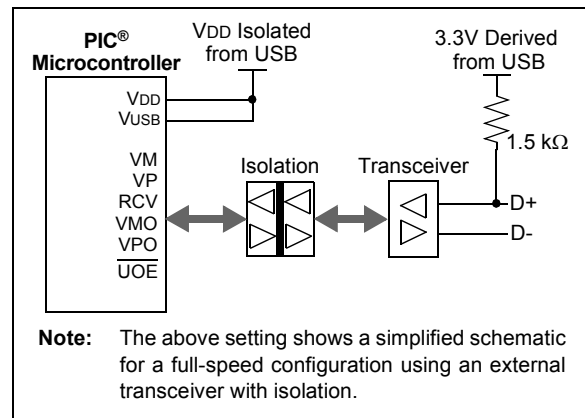 PIC®
Microcontroller
VDD Isolated
from USB
3.3V Derived
from USB
VDD
VUSB
1.5 kΩ
VM
VP
RCV
VMO
VPO
UOE
Isolation
Transceiver
D+
D-
Note: The above setting shows a simplified schematic
for a full-speed configuration using an external
transceiver with isolation.